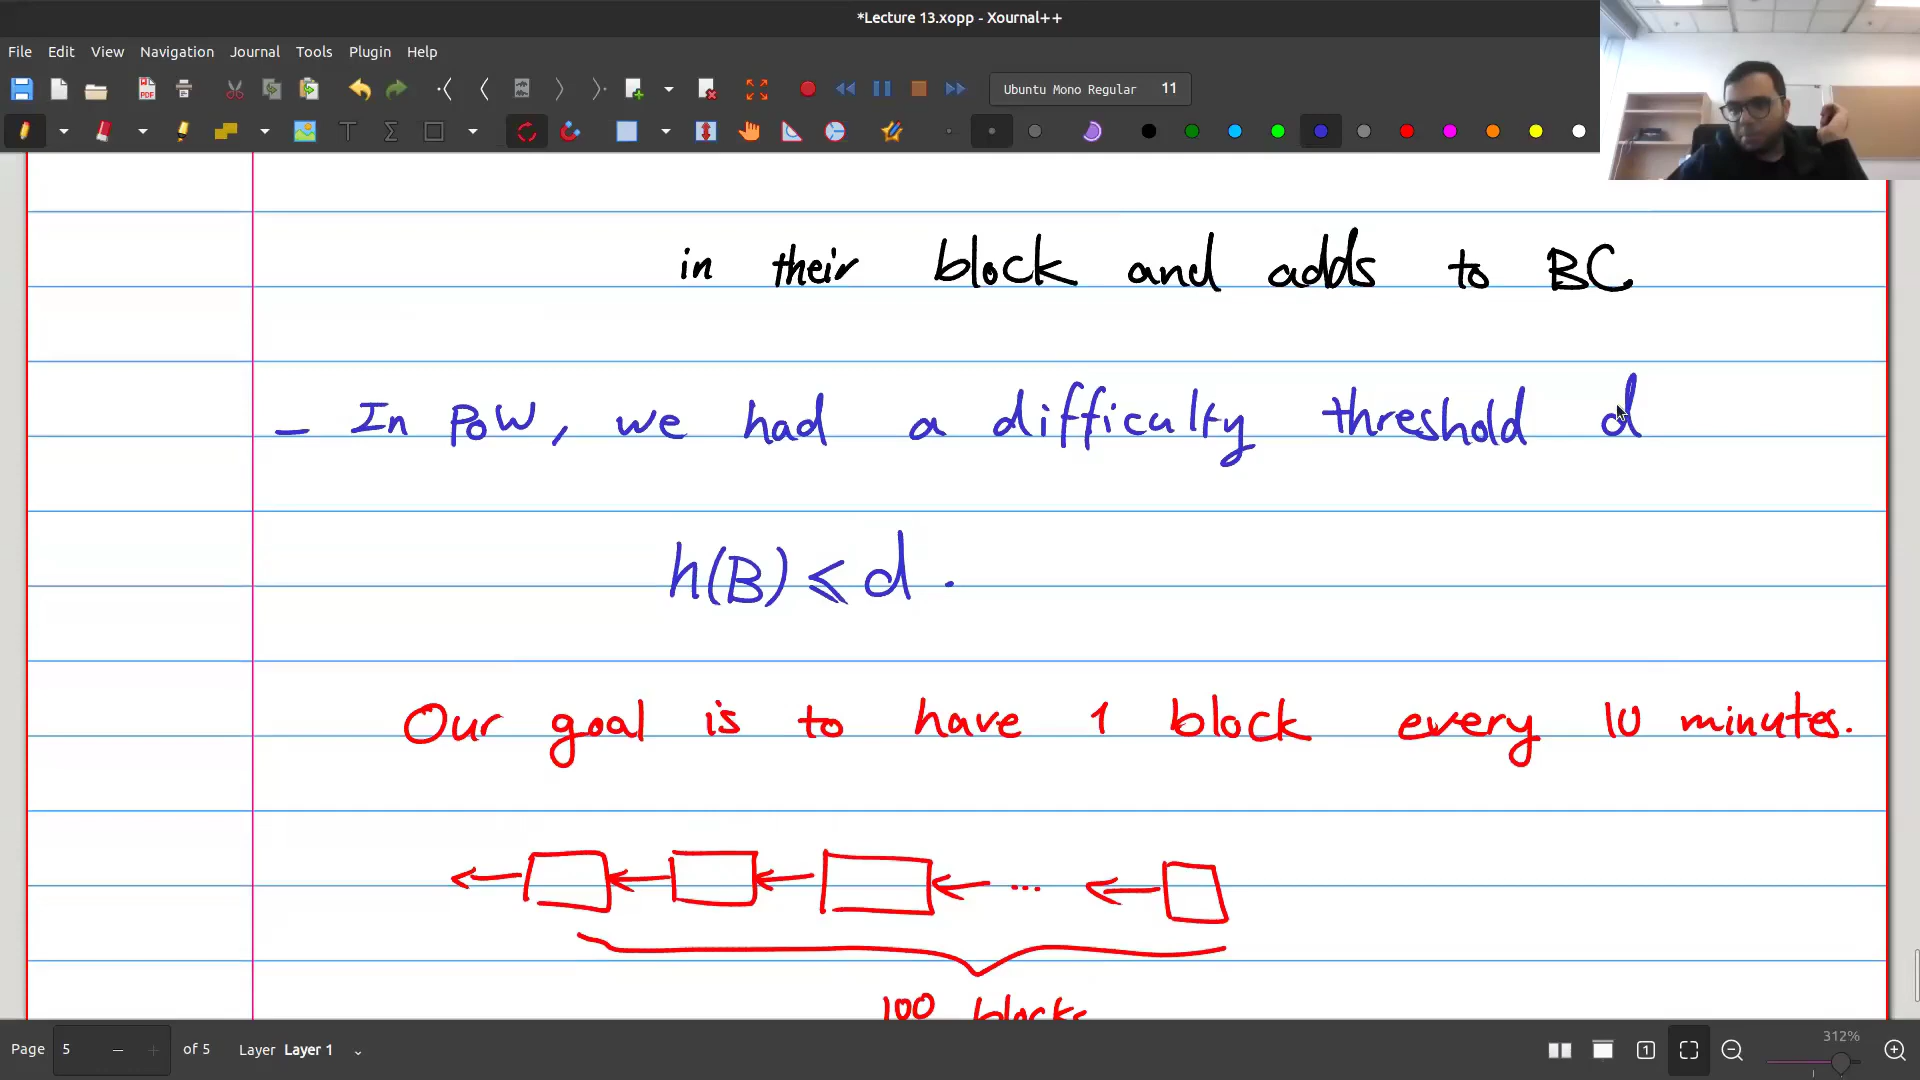 *Lecture 13.xopp - Xournal++
File Edit View Navigation Journal Tools Plugin Help
PDF
Ubuntu Mono Regular 11
in their block and adds to BC
- In PoW, we had a difficulty threshold d
h(B) ⩽ d .
Our goal is to have 1 block every 10 minutes.
...
100 blocks
Page 5 of 5 Layer Layer 1
1
312%